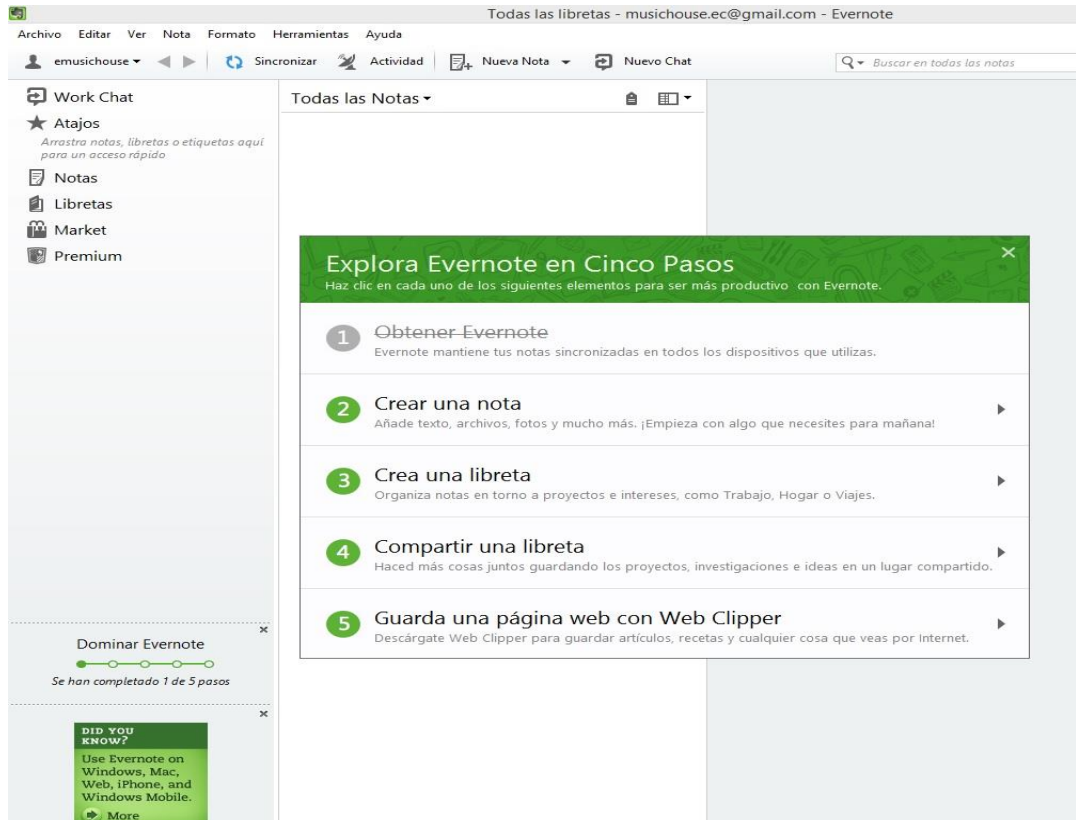 Todas las libretas - musichouse.ec@gmail.com - Evernote
Archivo Editar Ver Nota Formato Herramientas Ayuda
emusichouse Sincronizar Actividad Nueva Nota Nuevo Chat Buscar en todas las notas
Work Chat
Atajos
Arrastra notas, libretas o etiquetas aquí
para un acceso rápido
Notas
Libretas
Market
Premium
Todas las Notas
Explora Evernote en Cinco Pasos
Haz clic en cada uno de los siguientes elementos para ser más productivo con Evernote.
1 Obtener Evernote
Evernote mantiene tus notas sincronizadas en todos los dispositivos que utilizas.
2 Crear una nota
Añade texto, archivos, fotos y mucho más. ¡Empieza con algo que necesites para mañana!
3 Crea una libreta
Organiza notas en torno a proyectos e intereses, como Trabajo, Hogar o Viajes.
4 Compartir una libreta
Haced más cosas juntos guardando los proyectos, investigaciones e ideas en un lugar compartido.
5 Guarda una página web con Web Clipper
Descárgate Web Clipper para guardar artículos, recetas y cualquier cosa que veas por Internet.
Dominar Evernote
Se han completado 1 de 5 pasos
DID YOU
KNOW?
Use Evernote on
Windows, Mac,
Web, iPhone, and
Windows Mobile.
More